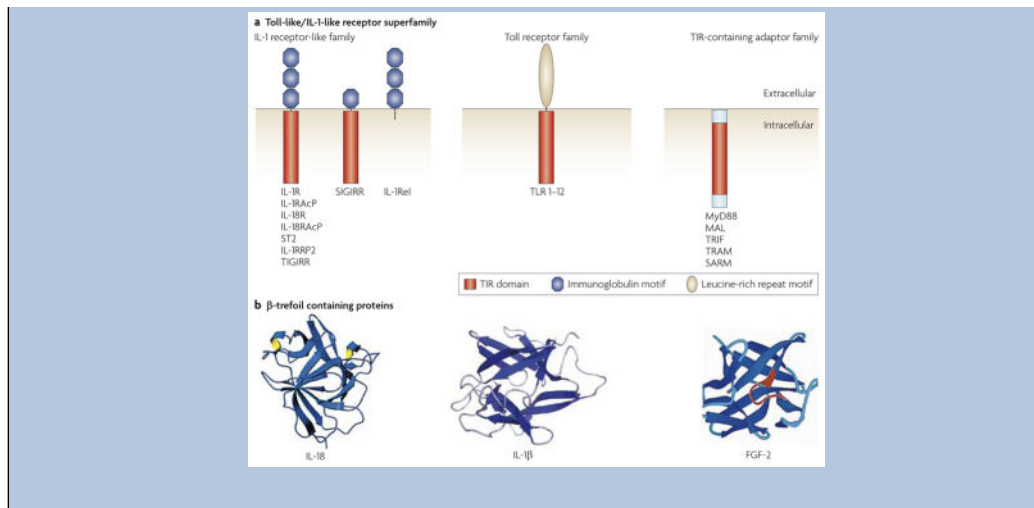 a Toll-like/IL-1-like receptor superfamily
IL-1 receptor-like family
Toll receptor family
TIR-containing adaptor family
Extracellular
Intracellular
IL-1R
IL-1RAcP
IL-18R
IL-18RAcP
ST2
IL-1RRP2
TIGIRR
SIGIRR
IL-1Rel
TLR 1–12
MyD88
MAL
TRIF
TRAM
SARM
TIR domain
Immunoglobulin motif
Leucine-rich repeat motif
b β-trefoil containing proteins
IL-18
IL-1β
FGF-2